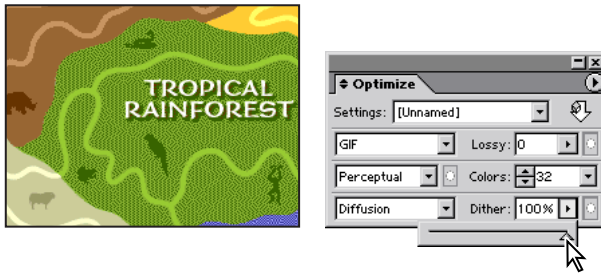 TROPICAL
RAINFOREST
Optimize
Settings: [Unnamed]
GIF Lossy: 0
Perceptual Colors: 32
Diffusion Dither: 100%